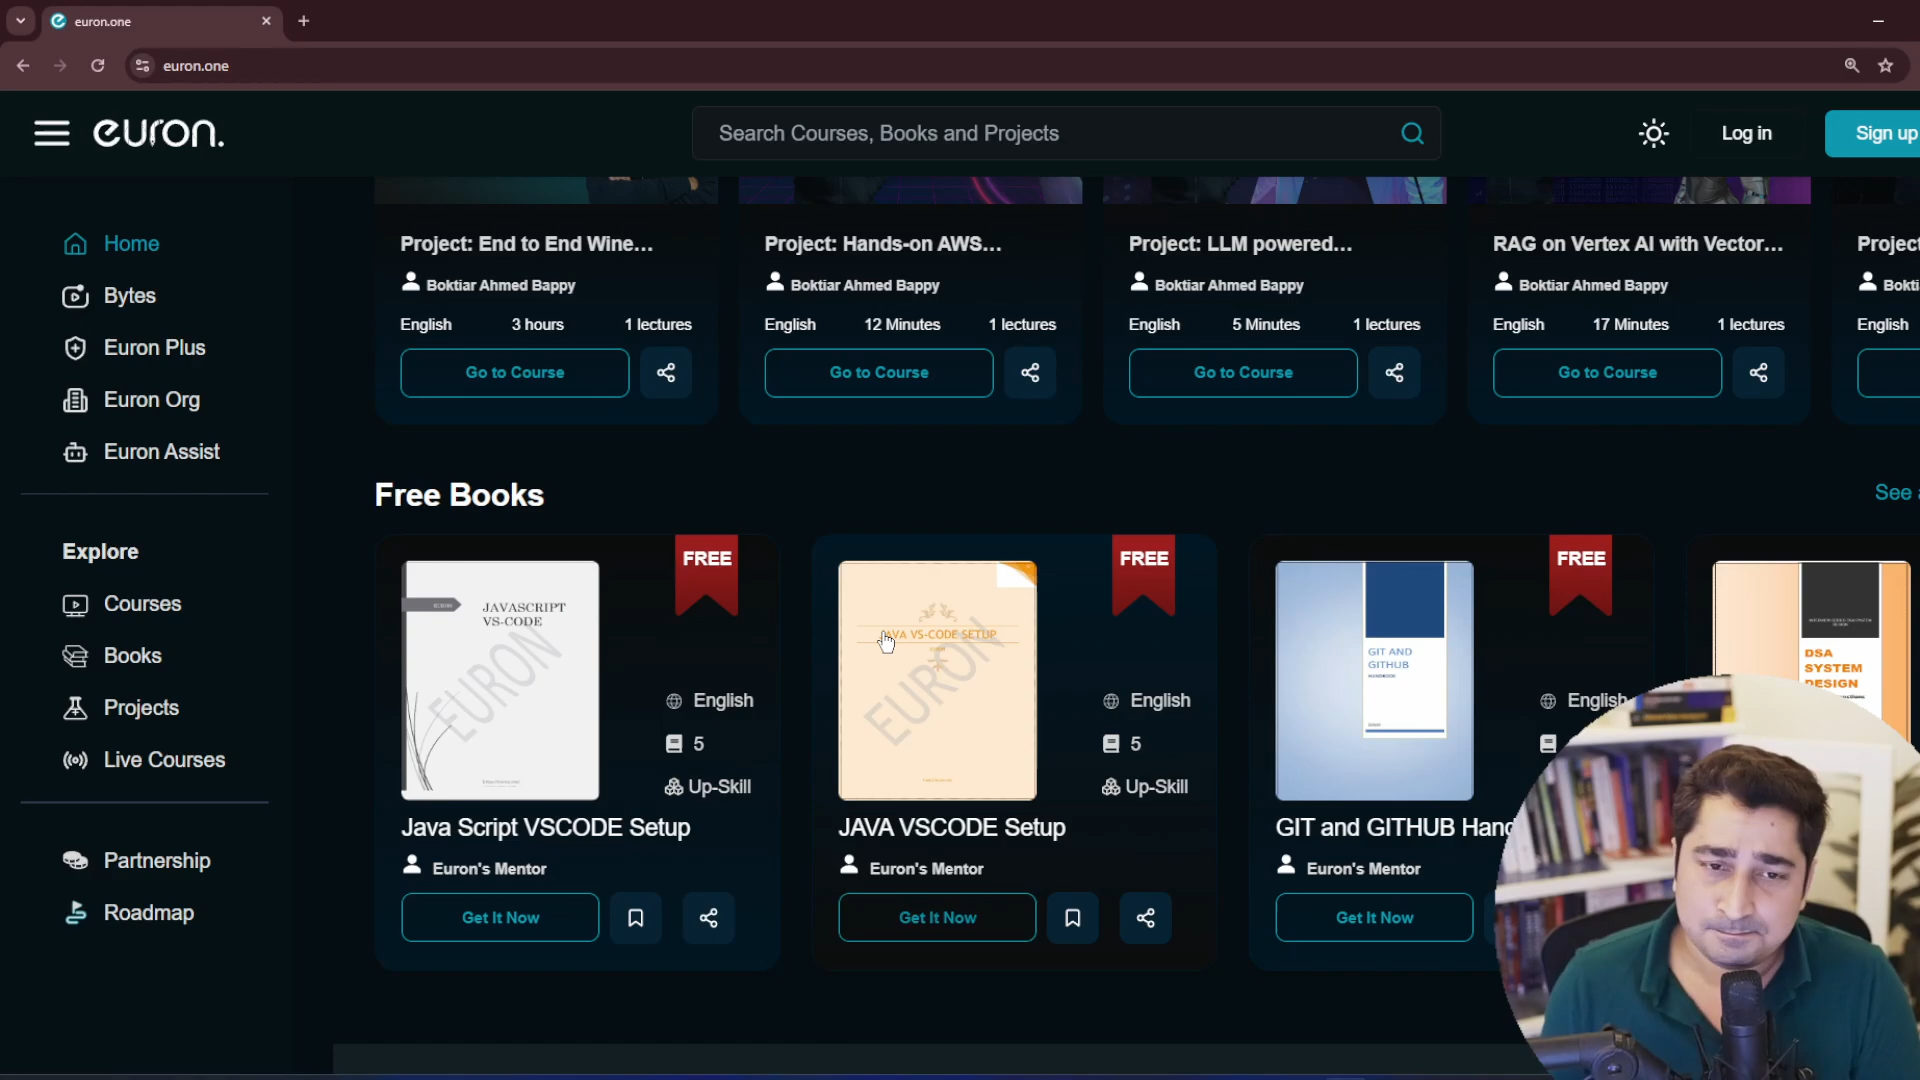 euron.one
euron.one
euron.
Search Courses, Books and Projects
Log in
Sign up
Home
Bytes
Euron Plus
Euron Org
Euron Assist
Explore
Courses
Books
Projects
Live Courses
Partnership
Roadmap
Project: End to End Wine...
Project: Hands-on AWS...
Project: LLM powered...
RAG on Vertex AI with Vector...
Project
Boktiar Ahmed Bappy
Boktiar Ahmed Bappy
Boktiar Ahmed Bappy
Boktiar Ahmed Bappy
Bokti
English 3 hours 1 lectures
English 12 Minutes 1 lectures
English 5 Minutes 1 lectures
English 17 Minutes 1 lectures
English
Go to Course
Go to Course
Go to Course
Go to Course
Free Books
See a
FREE
JAVASCRIPT
VS-CODE
EURON
English
5
Up-Skill
Java Script VSCODE Setup
Euron's Mentor
Get It Now
FREE
JAVA VS-CODE SETUP
EURON
English
5
Up-Skill
JAVA VSCODE Setup
Euron's Mentor
Get It Now
FREE
GIT AND
GITHUB
HANDBOOK
English
GIT and GITHUB Hand
Euron's Mentor
Get It Now
DSA
SYSTEM
DESIGN